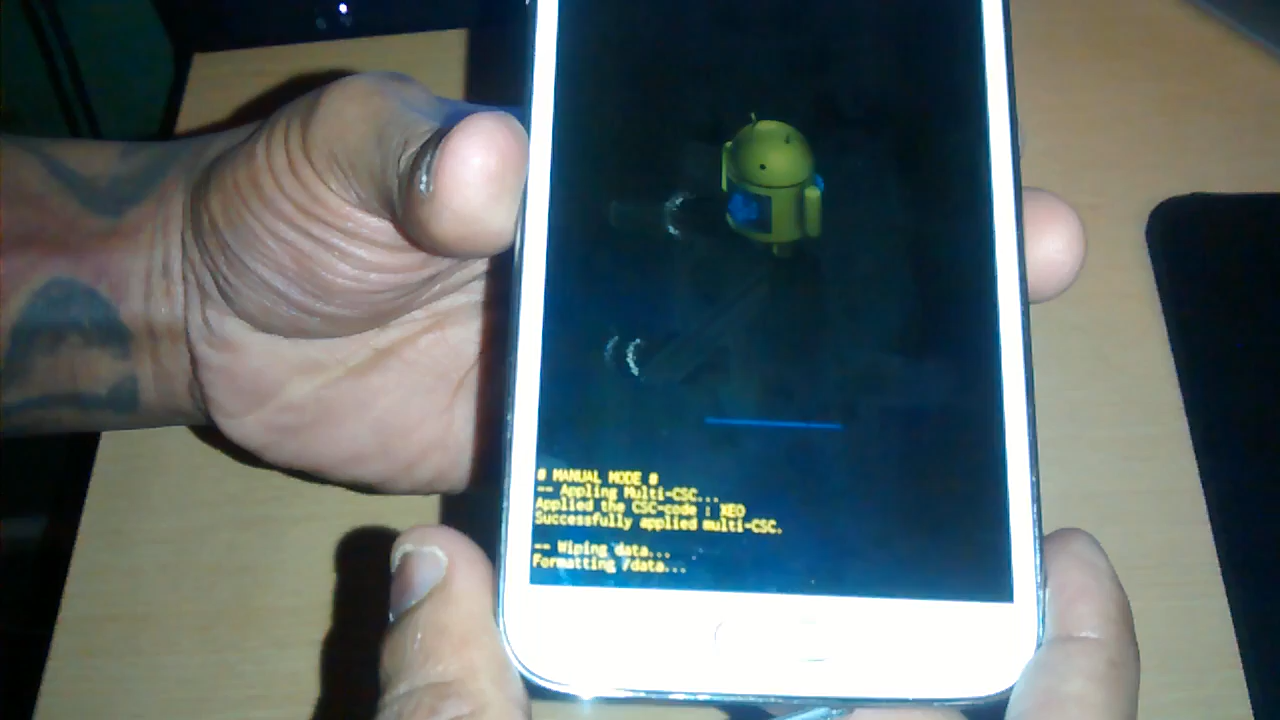 # MANUAL MODE #
-- Appling Multi-CSC...
Applied the CSC-code : XEO
Successfully applied multi-CSC.
-- Wiping data...
Formatting /data...